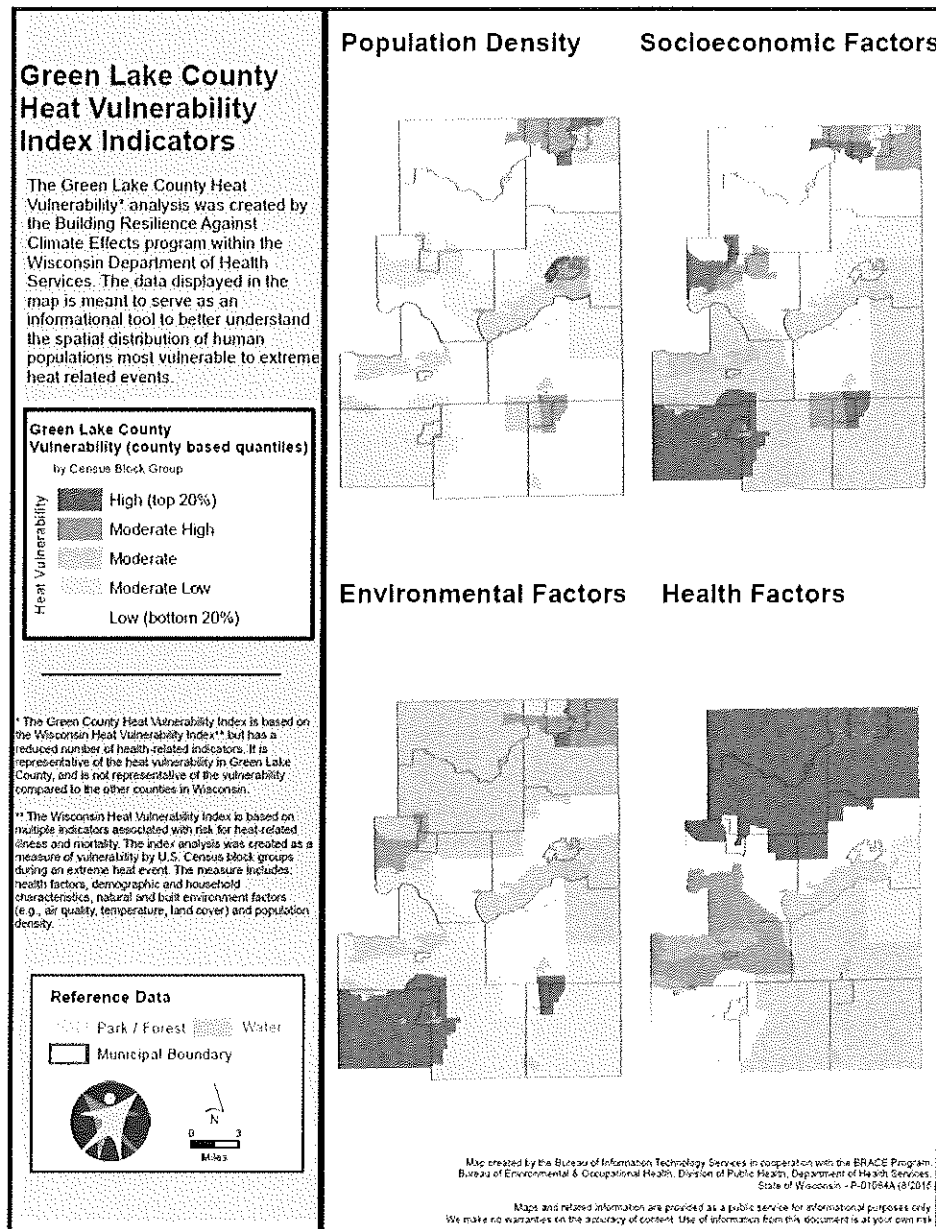 Green Lake County
Heat Vulnerability
Index Indicators
The Green Lake County Heat
Vulnerability* analysis was created by
the Building Resilience Against
Climate Effects program within the
Wisconsin Department of Health
Services. The data displayed in the
map is meant to serve as an
informational tool to better understand
the spatial distribution of human
populations most vulnerable to extreme
heat related events.
Green Lake County
Vulnerability (county based quantiles)
by Census Block Group
Heat Vulnerability
High (top 20%)
Moderate High
Moderate
Moderate Low
Low (bottom 20%)
* The Green County Heat Vulnerability Index is based on
the Wisconsin Heat Vulnerability Index** but has a
reduced number of health-related indicators. It is
representative of the heat vulnerability in Green Lake
County, and is not representative of the vulnerability
compared to the other counties in Wisconsin.
** The Wisconsin Heat Vulnerability Index is based on
multiple indicators associated with risk for heat-related
illness and mortality. The index analysis was created as a
measure of vulnerability by U.S. Census block groups
during an extreme heat event. The measure includes:
health factors, demographic and household
characteristics, natural and built environment factors
(e.g., air quality, temperature, land cover) and population
density.
Reference Data
Park / Forest Water
Municipal Boundary
N
0 3
Miles
Population Density
Socioeconomic Factors
Environmental Factors
Health Factors
Map created by the Bureau of Information Technology Services in cooperation with the BRACE Program,
Bureau of Environmental & Occupational Health, Division of Public Health, Department of Health Services,
State of Wisconsin - P-01084A (8/2015
Maps and related information are provided as a public service for informational purposes only.
We make no warranties on the accuracy of content. Use of information from this document is at your own risk